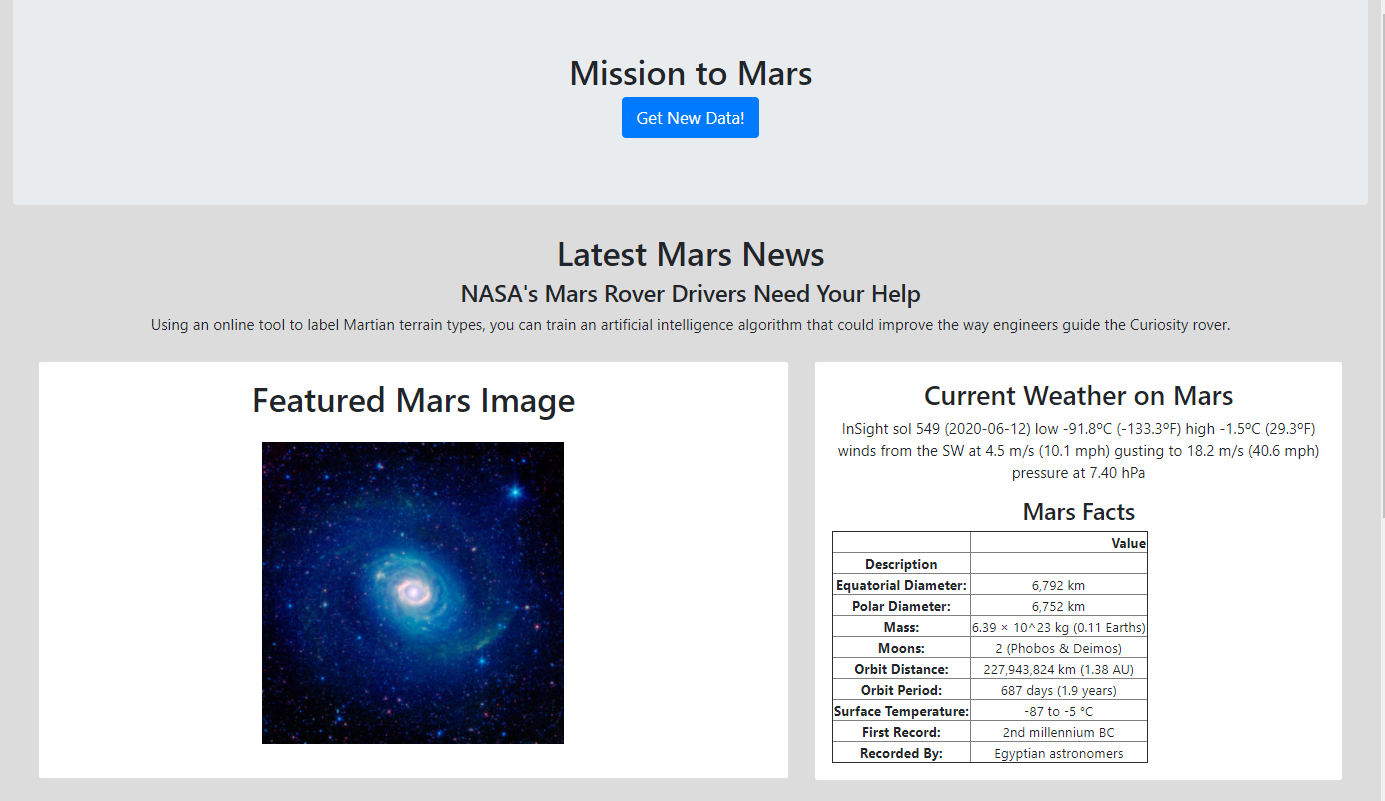 Mission to Mars
Get New Data!
Latest Mars News
NASA's Mars Rover Drivers Need Your Help
Using an online tool to label Martian terrain types, you can train an artificial intelligence algorithm that could improve the way engineers guide the Curiosity rover.
Featured Mars Image
Current Weather on Mars
InSight sol 549 (2020-06-12) low -91.8ºC (-133.3ºF) high -1.5ºC (29.3ºF)
winds from the SW at 4.5 m/s (10.1 mph) gusting to 18.2 m/s (40.6 mph)
pressure at 7.40 hPa
Mars Facts
Value
Description
Equatorial Diameter: 6,792 km
Polar Diameter: 6,752 km
Mass: 6.39 × 10^23 kg (0.11 Earths)
Moons: 2 (Phobos & Deimos)
Orbit Distance: 227,943,824 km (1.38 AU)
Orbit Period: 687 days (1.9 years)
Surface Temperature: -87 to -5 °C
First Record: 2nd millennium BC
Recorded By: Egyptian astronomers